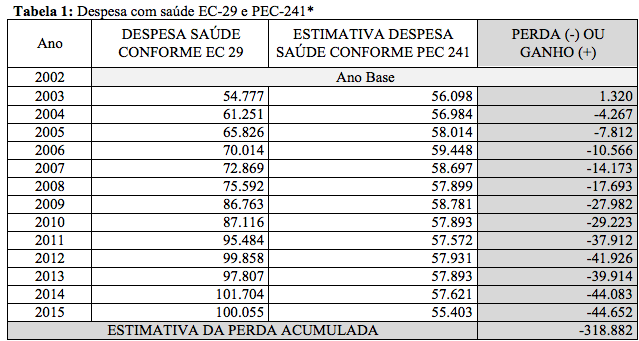 Tabela 1: Despesa com saúde EC-29 e PEC-241*
Ano DESPESA SAÚDE CONFORME EC 29 ESTIMATIVA DESPESA SAÚDE CONFORME PEC 241 PERDA (-) OU GANHO (+)
2002 Ano Base
2003 54.777 56.098 1.320
2004 61.251 56.984 -4.267
2005 65.826 58.014 -7.812
2006 70.014 59.448 -10.566
2007 72.869 58.697 -14.173
2008 75.592 57.899 -17.693
2009 86.763 58.781 -27.982
2010 87.116 57.893 -29.223
2011 95.484 57.572 -37.912
2012 99.858 57.931 -41.926
2013 97.807 57.893 -39.914
2014 101.704 57.621 -44.083
2015 100.055 55.403 -44.652
ESTIMATIVA DA PERDA ACUMULADA -318.882